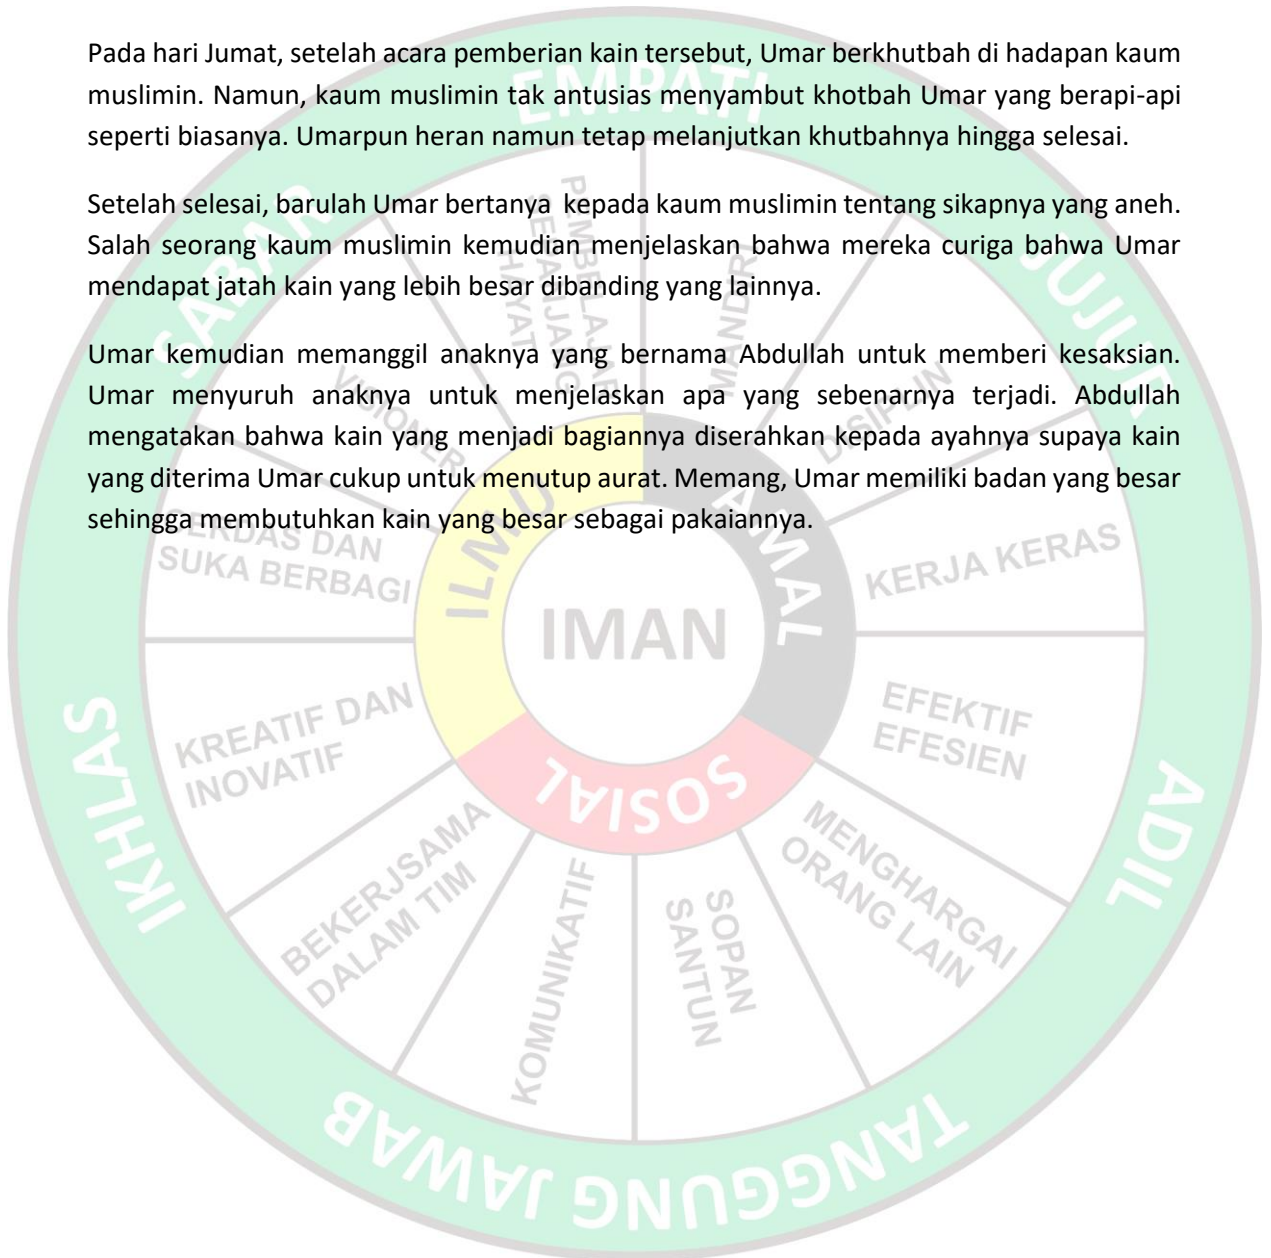 Pada hari Jumat, setelah acara pemberian kain tersebut, Umar berkhutbah di hadapan kaum
muslimin. Namun, kaum muslimin tak antusias menyambut khotbah Umar yang berapi-api
seperti biasanya. Umarpun heran namun tetap melanjutkan khutbahnya hingga selesai.
Setelah selesai, barulah Umar bertanya kepada kaum muslimin tentang sikapnya yang aneh.
Salah seorang kaum muslimin kemudian menjelaskan bahwa mereka curiga bahwa Umar
mendapat jatah kain yang lebih besar dibanding yang lainnya.
Umar kemudian memanggil anaknya yang bernama Abdullah untuk memberi kesaksian.
Umar menyuruh anaknya untuk menjelaskan apa yang sebenarnya terjadi. Abdullah
mengatakan bahwa kain yang menjadi bagiannya diserahkan kepada ayahnya supaya kain
yang diterima Umar cukup untuk menutup aurat. Memang, Umar memiliki badan yang besar
sehingga membutuhkan kain yang besar sebagai pakaiannya.
EMPATI
JUJUR
ADIL
TANGGUNG JAWAB
IKHLAS
SABAR
PEMBELAJAR
SEPANJANG
HAYAT
MANDIRI
DISIPLIN
KERJA KERAS
EFEKTIF
EFESIEN
MENGHARGAI
ORANG LAIN
SOPAN
SANTUN
KOMUNIKATIF
BEKERJSAMA
DALAM TIM
KREATIF DAN
INOVATIF
CERDAS DAN
SUKA BERBAGI
VISIONER
ILMU
AMAL
SOSIAL
IMAN